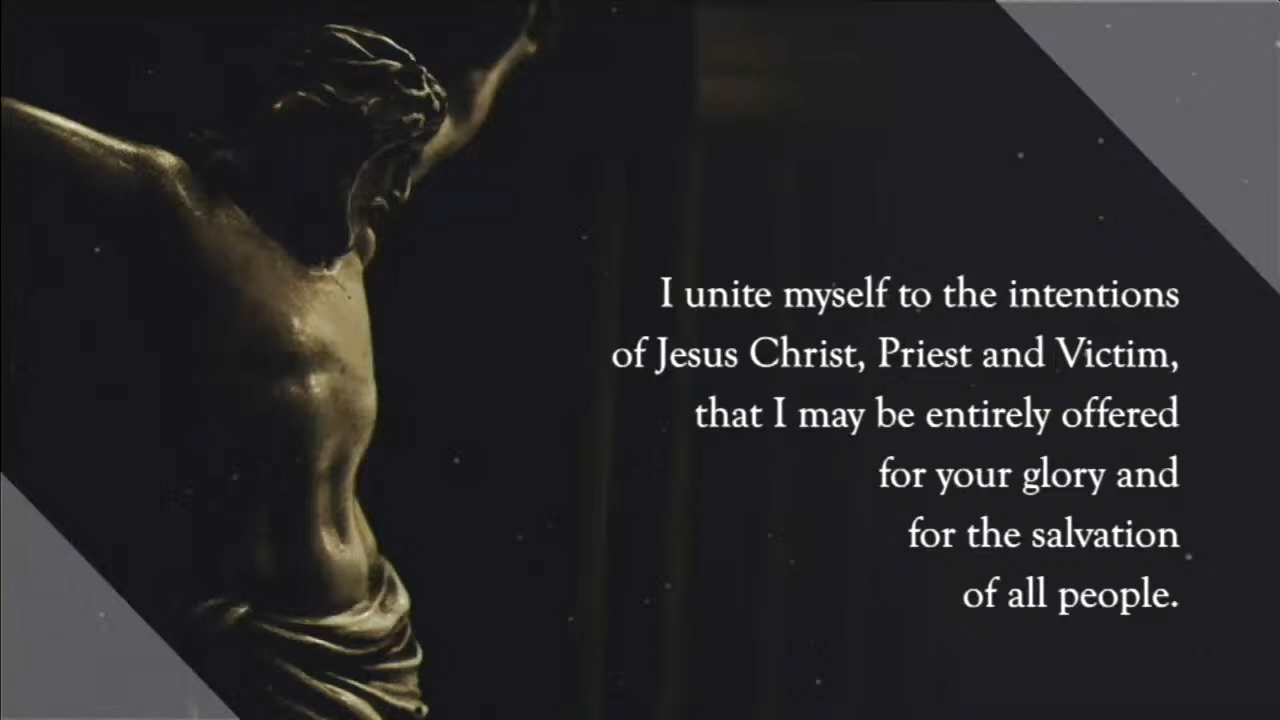 I unite myself to the intentions
of Jesus Christ, Priest and Victim,
that I may be entirely offered
for your glory and
for the salvation
of all people.